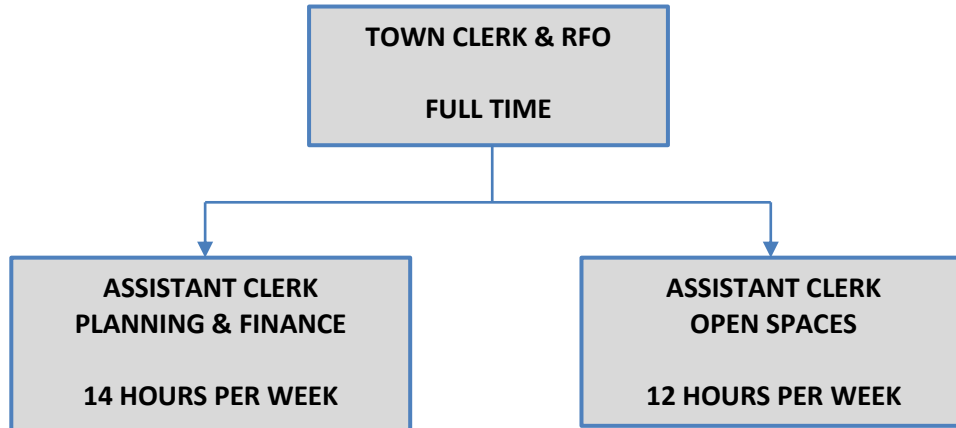 TOWN CLERK & RFO
FULL TIME
ASSISTANT CLERK
PLANNING & FINANCE
14 HOURS PER WEEK
ASSISTANT CLERK
OPEN SPACES
12 HOURS PER WEEK